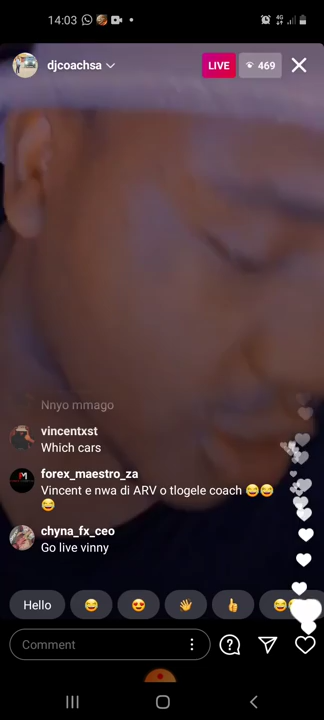 14:03
4G
djcoachsa
LIVE
469
Nnyo mmago
vincentxst
Which cars
forex_maestro_za
Vincent e nwa di ARV o tlogele coach 😂😂
😂
chyna_fx_ceo
Go live vinny
Hello
Comment